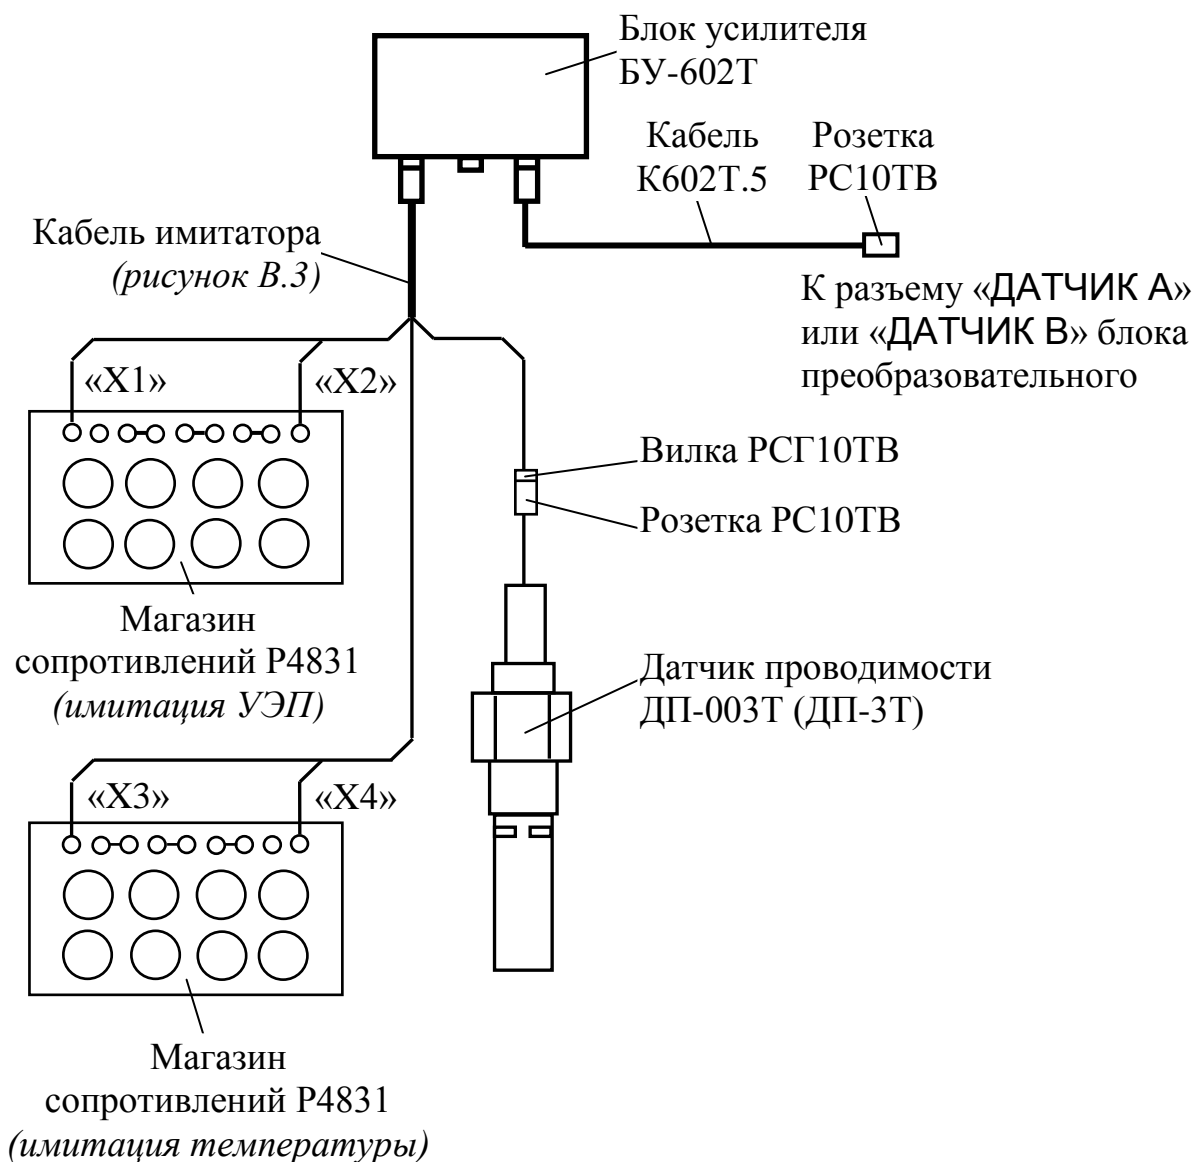 Блок усилителя
БУ-602Т
Кабель
К602Т.5
Розетка
РС10ТВ
Кабель имитатора
(рисунок В.3)
К разъему «ДАТЧИК А»
или «ДАТЧИК В» блока
преобразовательного
«Х1»
«Х2»
Вилка РСГ10ТВ
Розетка РС10ТВ
Магазин
сопротивлений Р4831
(имитация УЭП)
Датчик проводимости
ДП-003Т (ДП-3Т)
«Х3»
«Х4»
Магазин
сопротивлений Р4831
(имитация температуры)